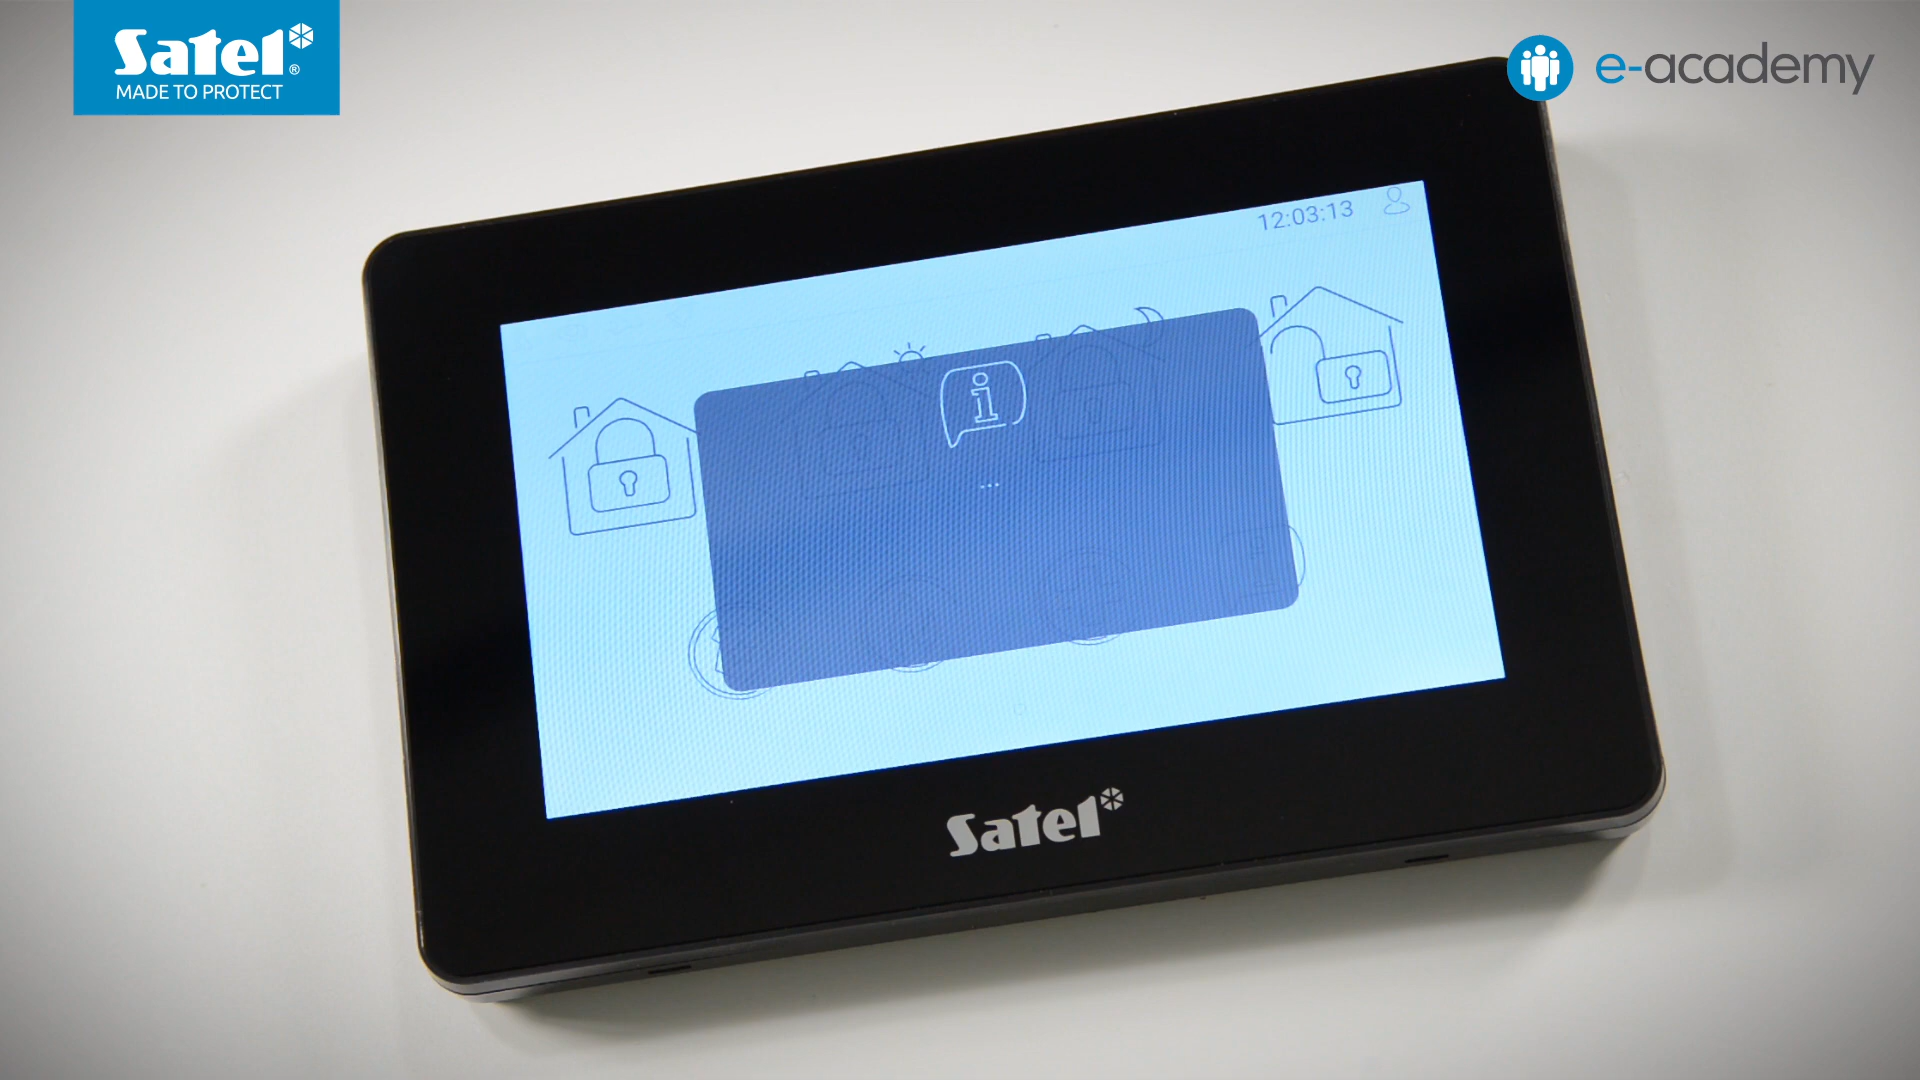 Satel®
MADE TO PROTECT
e-academy
12:03:13
i
...
Satel